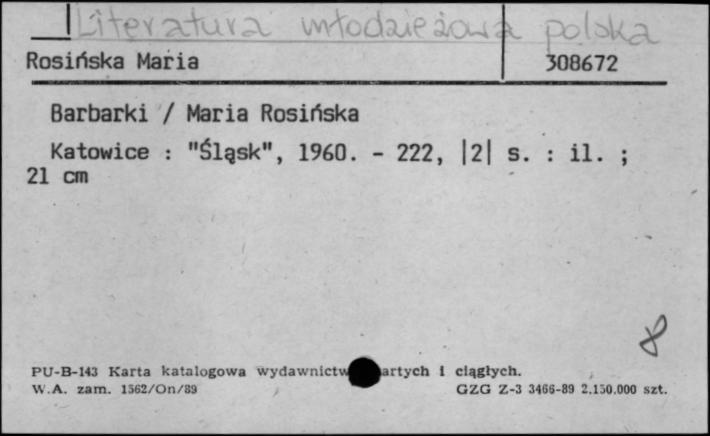 Literatura młodzieżowa polska
Rosińska Maria 308672
Barbarki / Maria Rosińska
Katowice : "Śląsk", 1960. - 222, |2| s. : il. ;
21 cm
8
PU-B-143 Karta katalogowa wydawnictw artych i ciągłych.
W.A. zam. 1562/On/89 GZG Z-3 3466-89 2.150.000 szt.